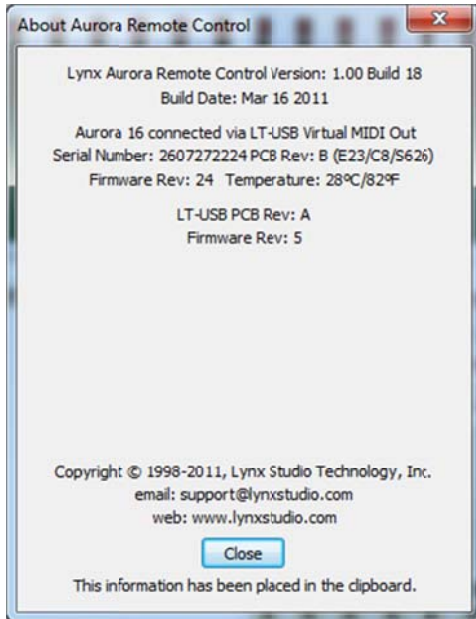 About Aurora Remote Control
Lynx Aurora Remote Control Version: 1.00 Build 18
Build Date: Mar 16 2011
Aurora 16 connected via LT-USB Virtual MIDI Out
Serial Number: 2607272224 PCB Rev: B (E23/C8/S626)
Firmware Rev: 24 Temperature: 28ºC/82ºF
LT-USB PCB Rev: A
Firmware Rev: 5
Copyright © 1998-2011, Lynx Studio Technology, Inc.
email: support@lynxstudio.com
web: www.lynxstudio.com
Close
This information has been placed in the clipboard.